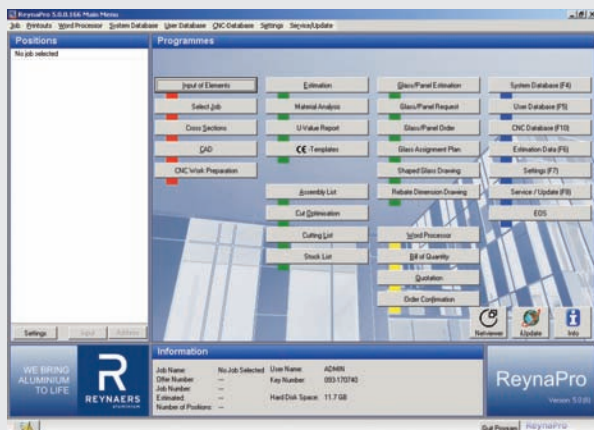 ReynaPro 5.0.0.166 Main Menu
Job Printouts Word Processor System Database User Database CNC-Database Settings Service/Update
Positions
Programmes
No job selected
Input of Elements
Estimation
Glass/Panel Estimation
System Database (F4)
Select Job
Material Analysis
Glass/Panel Request
User Database (F5)
Cross Sections
U-Value Report
Glass/Panel Order
CNC Database (F10)
CAD
CE -Templates
Glass Assignment Plan
Estimation Data (F6)
CNC Work Preparation
Shaped Glass Drawing
Settings (F7)
Assembly List
Rebate Dimension Drawing
Service / Update (F9)
Cut Optimisation
EOS
Cutting List
Word Processor
Stock List
Bill of Quantity
Quotation
Order Confirmation
Settings
Input
Netviewer
iUpdate
Info
Information
WE BRING
ALUMINIUM
TO LIFE
REYNAERS
aluminium
Job Name: No Job Selected User Name: ADMIN
Offer Number --- Key Number: 093-170740
Job Number: ---
Estimated: --- Hard Disk Space: 11.7 GB
Number of Positions: ---
ReynaPro
Quit Program
ReynaPro